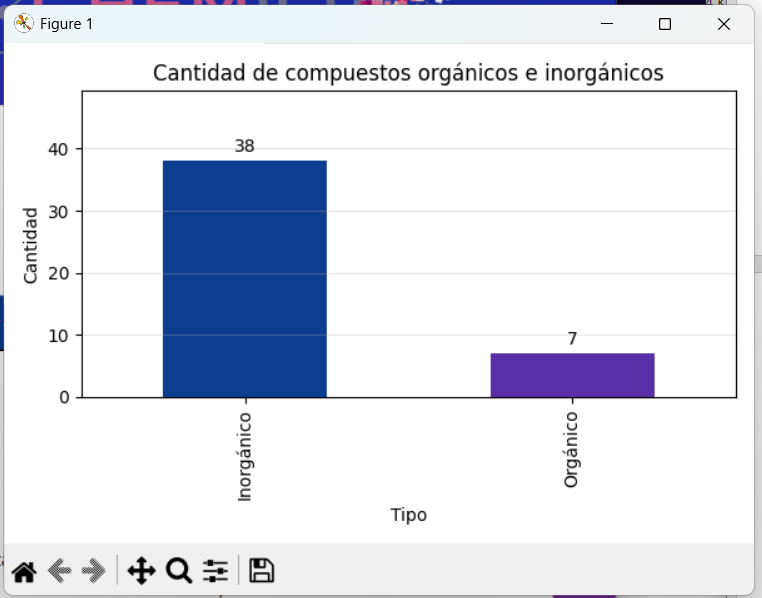 Figure 1
Cantidad de compuestos orgánicos e inorgánicos
38
7
40
30
20
10
0
Cantidad
Inorgánico
Orgánico
Tipo